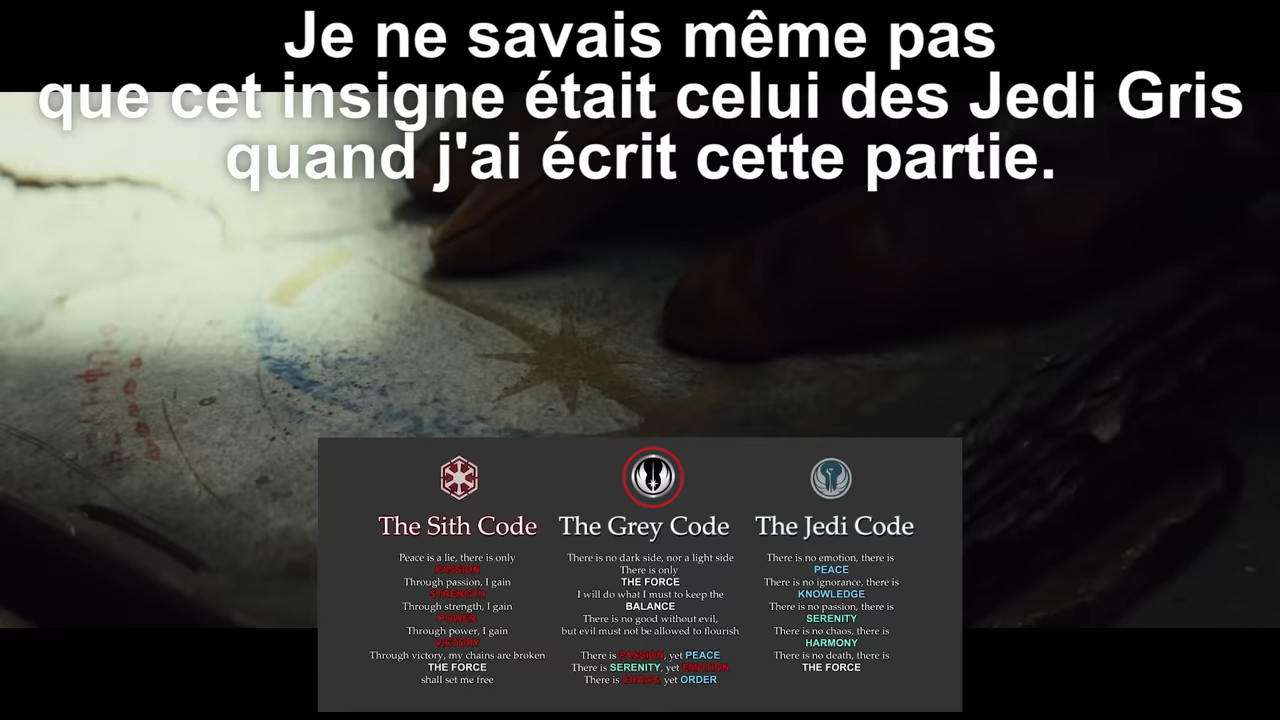 Je ne savais même pas
que cet insigne était celui des Jedi Gris
quand j'ai écrit cette partie.
The Sith Code
Peace is a lie, there is only
PASSION
Through passion, I gain
STRENGTH
Through strength, I gain
POWER
Through power, I gain
VICTORY
Through victory, my chains are broken
THE FORCE
shall set me free
The Grey Code
There is no dark side, nor a light side
There is only
THE FORCE
I will do what I must to keep the
BALANCE
There is no good without evil,
but evil must not be allowed to flourish
There is PASSION, yet PEACE
There is SERENITY, yet EMOTION
There is CHAOS, yet ORDER
The Jedi Code
There is no emotion, there is
PEACE
There is no ignorance, there is
KNOWLEDGE
There is no passion, there is
SERENITY
There is no chaos, there is
HARMONY
There is no death, there is
THE FORCE